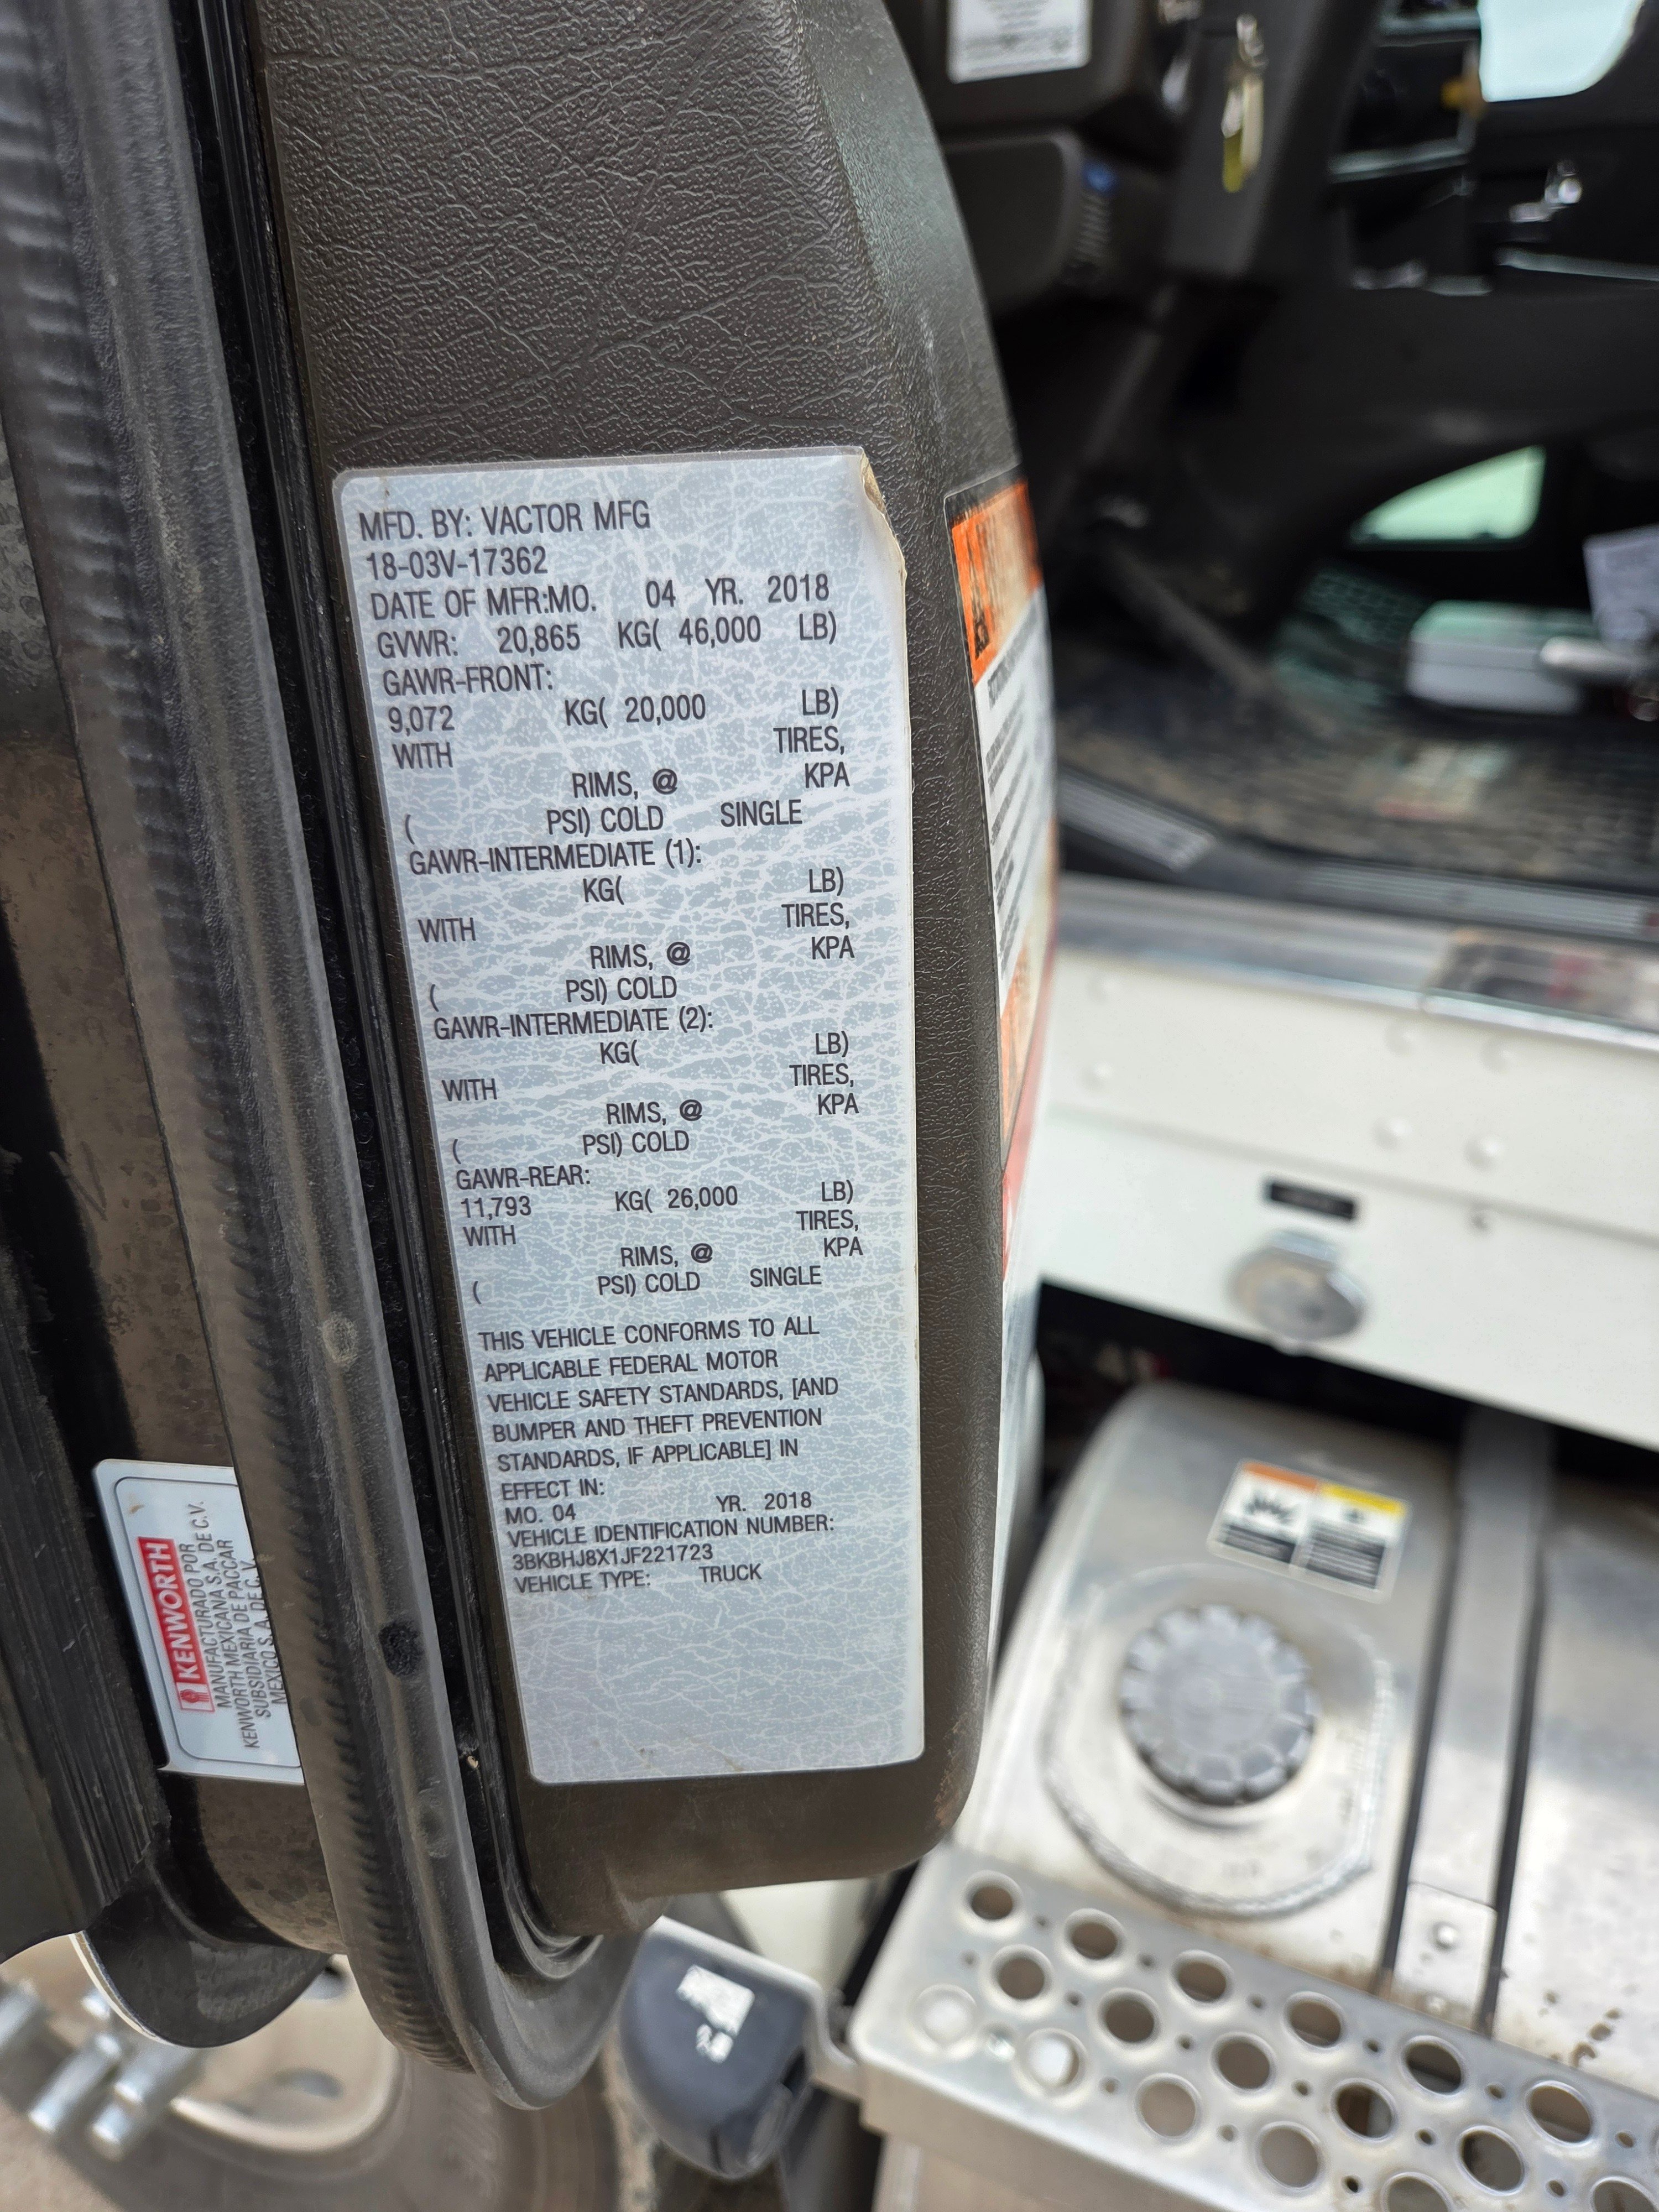 MFD. BY: VACTOR MFG
18-03V-17362
DATE OF MFR:MO. 04 YR. 2018
GVWR: 20,865 KG( 46,000 LB)
GAWR-FRONT:
9,072 KG( 20,000 LB)
WITH TIRES,
RIMS, @ KPA
( PSI) COLD SINGLE
GAWR-INTERMEDIATE (1):
KG( LB)
WITH TIRES,
RIMS, @ KPA
( PSI) COLD
GAWR-INTERMEDIATE (2):
KG( LB)
WITH TIRES,
RIMS, @ KPA
( PSI) COLD
GAWR-REAR:
11,793 KG( 26,000 LB)
WITH TIRES,
RIMS, @ KPA
( PSI) COLD SINGLE
THIS VEHICLE CONFORMS TO ALL
APPLICABLE FEDERAL MOTOR
VEHICLE SAFETY STANDARDS, [AND
BUMPER AND THEFT PREVENTION
STANDARDS, IF APPLICABLE] IN
EFFECT IN:
MO. 04 YR. 2018
VEHICLE IDENTIFICATION NUMBER:
3BKBHJ8X1JF221723
VEHICLE TYPE: TRUCK
KENWORTH
MANUFACTURADO POR
KENWORTH MEXICANA S.A. DE C.V.
SUBSIDIARIA DE PACCAR
MEXICO S.A. DE C.V.